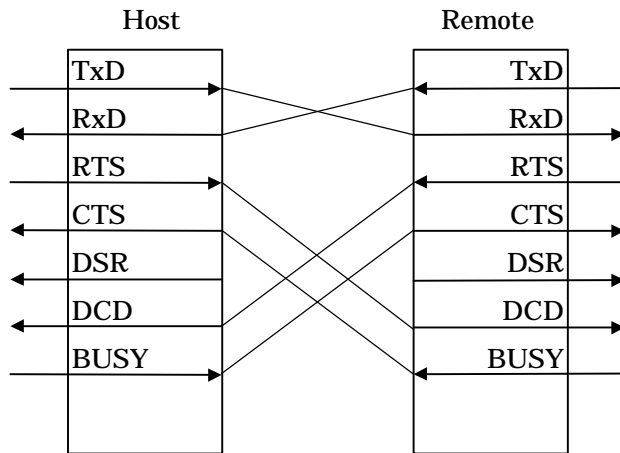 Host Remote
TxD TxD
RxD RxD
RTS RTS
CTS CTS
DSR DSR
DCD DCD
BUSY BUSY